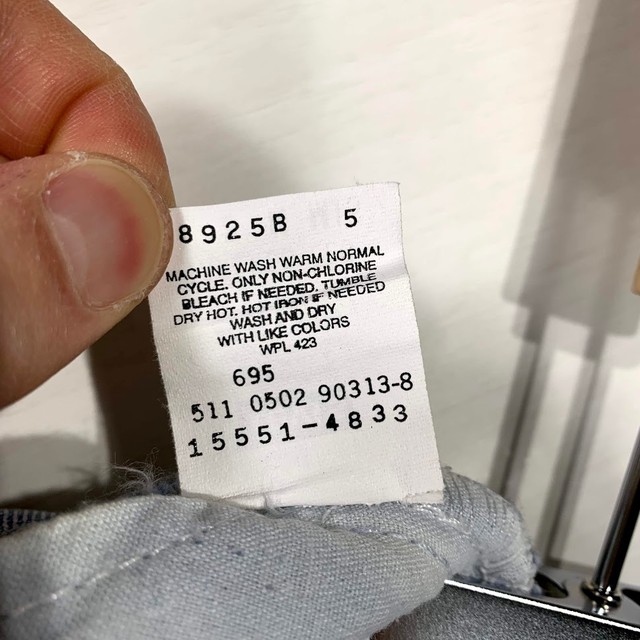 8925B 5
MACHINE WASH WARM NORMAL
CYCLE. ONLY NON-CHLORINE
BLEACH IF NEEDED. TUMBLE
DRY HOT. HOT IRON IF NEEDED
WASH AND DRY
WITH LIKE COLORS
WPL 423
695
511 0502 90313-8
15551-4833